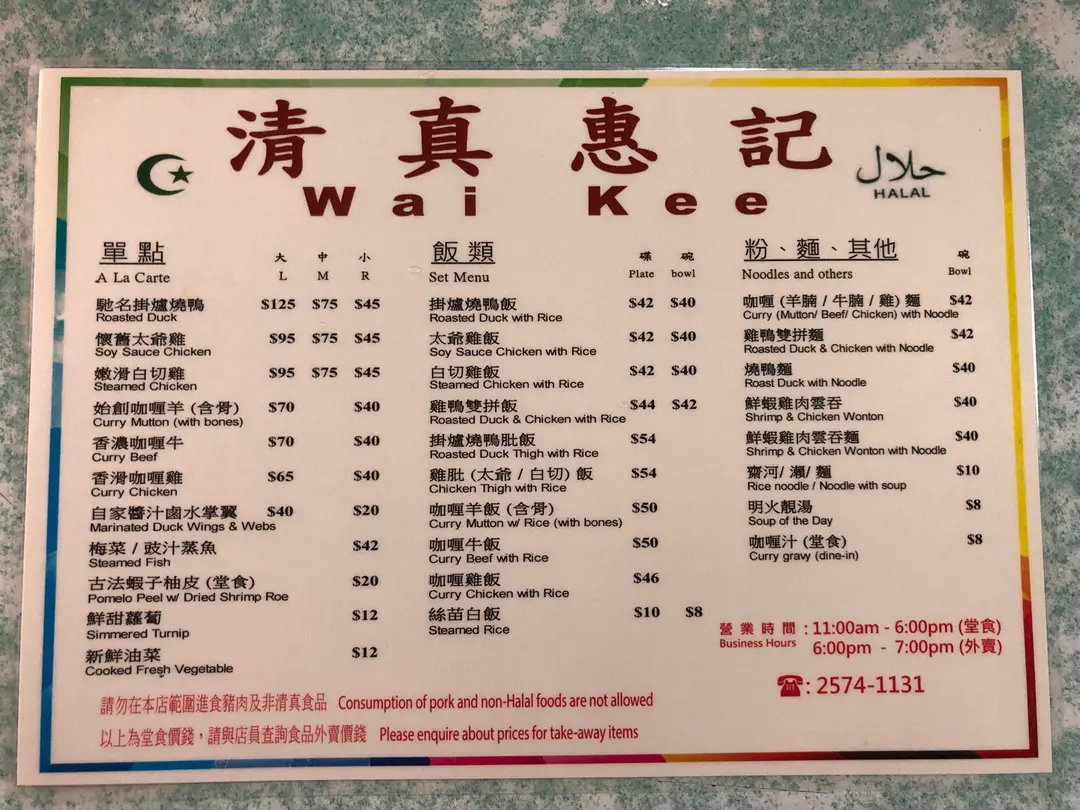 清真惠記
Wai Kee
حلال
HALAL
單點 大 中 小
A La Carte L M R
馳名掛爐燒鴨 $125 $75 $45
Roasted Duck
懷舊太爺雞 $95 $75 $45
Soy Sauce Chicken
嫩滑白切雞 $95 $75 $45
Steamed Chicken
始創咖喱羊 (含骨) $70 $40
Curry Mutton (with bones)
香濃咖喱牛 $70 $40
Curry Beef
香滑咖喱雞 $65 $40
Curry Chicken
自家醬汁鹵水掌翼 $40 $20
Marinated Duck Wings & Webs
梅菜 / 豉汁蒸魚 $42
Steamed Fish
古法蝦子柚皮 (堂食) $20
Pomelo Peel w/ Dried Shrimp Roe
鮮甜蘿蔔 $12
Simmered Turnip
新鮮油菜 $12
Cooked Fresh Vegetable
飯類 碟 碗
Set Menu Plate bowl
掛爐燒鴨飯 $42 $40
Roasted Duck with Rice
太爺雞飯 $42 $40
Soy Sauce Chicken with Rice
白切雞飯 $42 $40
Steamed Chicken with Rice
雞鴨雙拼飯 $44 $42
Roasted Duck & Chicken with Rice
掛爐燒鴨肶飯 $54
Roasted Duck Thigh with Rice
雞肶 (太爺 / 白切) 飯 $54
Chicken Thigh with Rice
咖喱羊飯 (含骨) $50
Curry Mutton w/ Rice (with bones)
咖喱牛飯 $50
Curry Beef with Rice
咖喱雞飯 $46
Curry Chicken with Rice
絲苗白飯 $10 $8
Steamed Rice
粉、麵、其他 碗
Noodles and others Bowl
咖喱 (羊腩 / 牛腩 / 雞) 麵 $42
Curry (Mutton/ Beef/ Chicken) with Noodle
雞鴨雙拼麵 $42
Roasted Duck & Chicken with Noodle
燒鴨麵 $40
Roast Duck with Noodle
鮮蝦雞肉雲吞 $40
Shrimp & Chicken Wonton
鮮蝦雞肉雲吞麵 $40
Shrimp & Chicken Wonton with Noodle
齋河/ 瀨/ 麵 $10
Rice noodle / Noodle with soup
明火靚湯 $8
Soup of the Day
咖喱汁 (堂食) $8
Curry gravy (dine-in)
營業時間 : 11:00am - 6:00pm (堂食)
Business Hours 6:00pm - 7:00pm (外賣)
☎: 2574-1131
請勿在本店範圍進食豬肉及非清真食品 Consumption of pork and non-Halal foods are not allowed
以上為堂食價錢，請與店員查詢食品外賣價錢 Please enquire about prices for take-away items